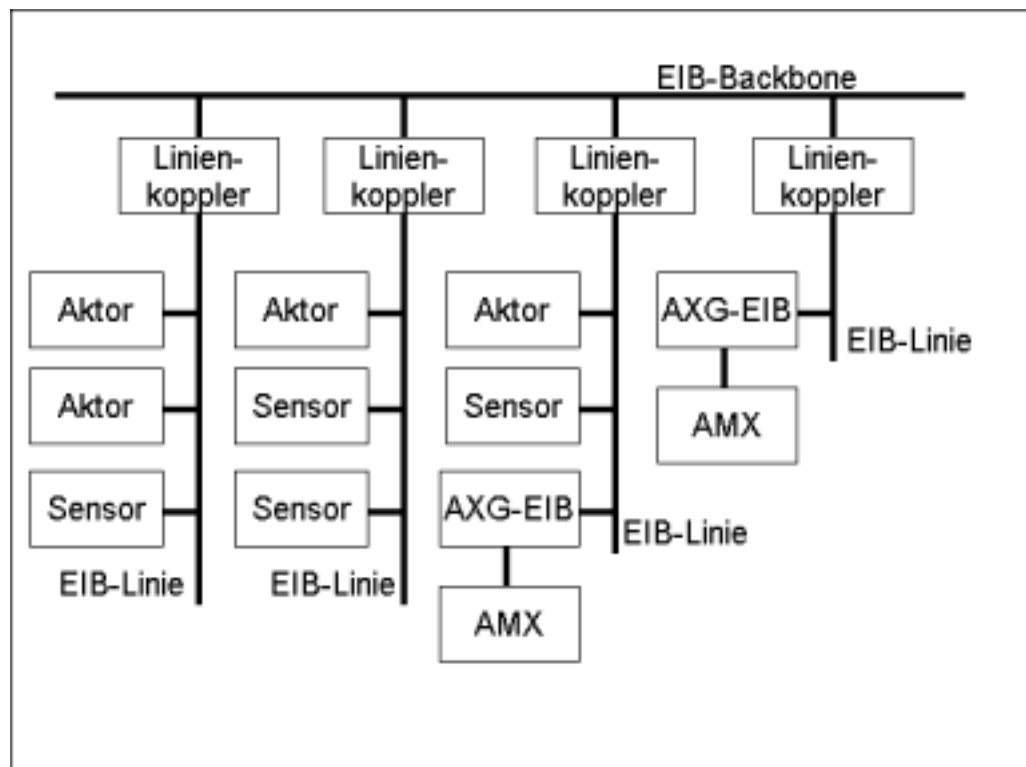 EIB-Backbone
Linien-
koppler
Linien-
koppler
Linien-
koppler
Linien-
koppler
Aktor
Aktor
Sensor
EIB-Linie
Aktor
Sensor
Sensor
EIB-Linie
Aktor
Sensor
AXG-EIB
EIB-Linie
AMX
AXG-EIB
EIB-Linie
AMX